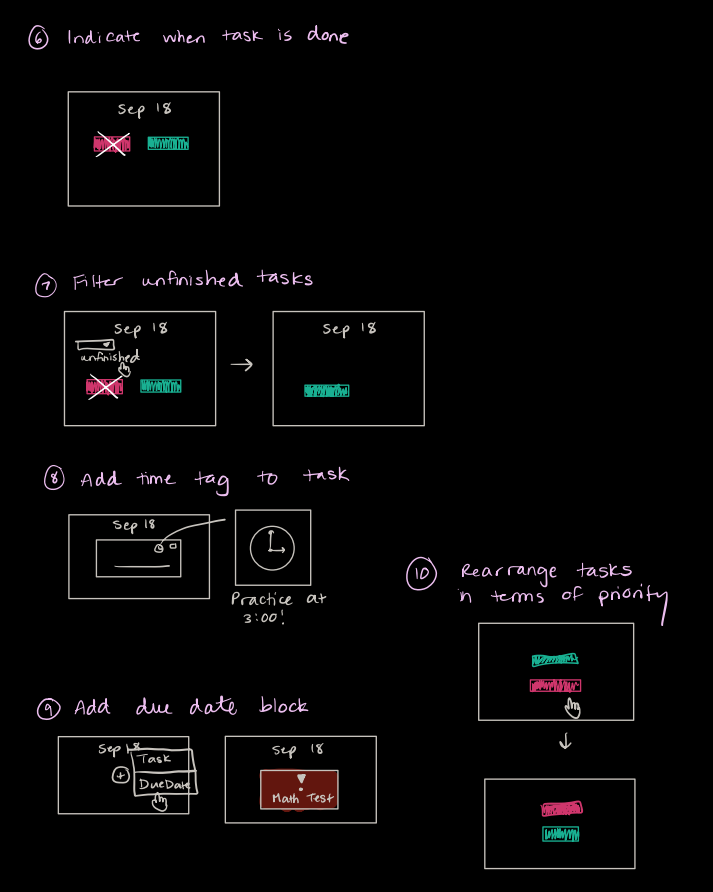 6 Indicate when task is done
Sep 18
7 Filter unfinished tasks
Sep 18
unfinished
Sep 18
8 Add time tag to task
Sep 18
Practice at
3:00!
9 Add due date block
Sep 18
Task
+
Due Date
Sep 18
!
Math Test
10 Rearrange tasks
in terms of priority